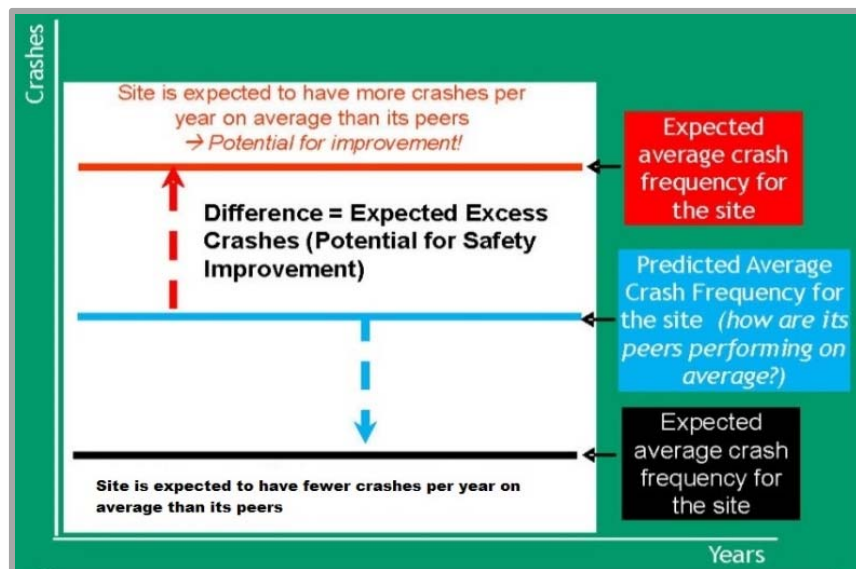 Crashes
Site is expected to have more crashes per
year on average than its peers
→ Potential for improvement!
Difference = Expected Excess
Crashes (Potential for Safety
Improvement)
Site is expected to have fewer crashes per year on
average than its peers
Expected
average crash
frequency for
the site
Predicted Average
Crash Frequency for
the site (how are its
peers performing on
average?)
Expected
average crash
frequency for
the site
Years